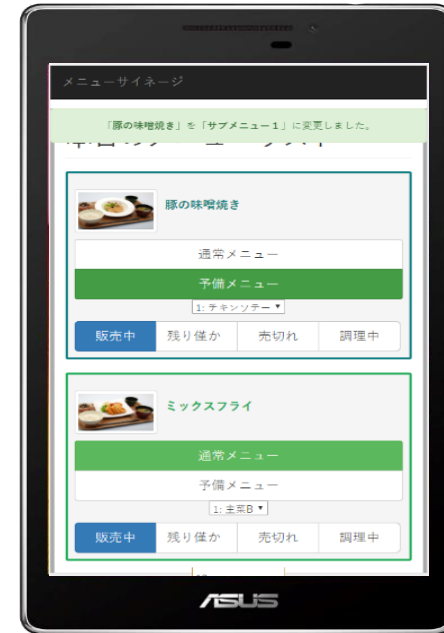 メニューサイネージ
「豚の味噌焼き」を「サブメニュー1」に変更しました。
豚の味噌焼き
通常メニュー
予備メニュー
1: チキンソテー ▼
販売中 残り僅か 売切れ 調理中
ミックスフライ
通常メニュー
予備メニュー
1: 主菜B ▼
販売中 残り僅か 売切れ 調理中
ASUS